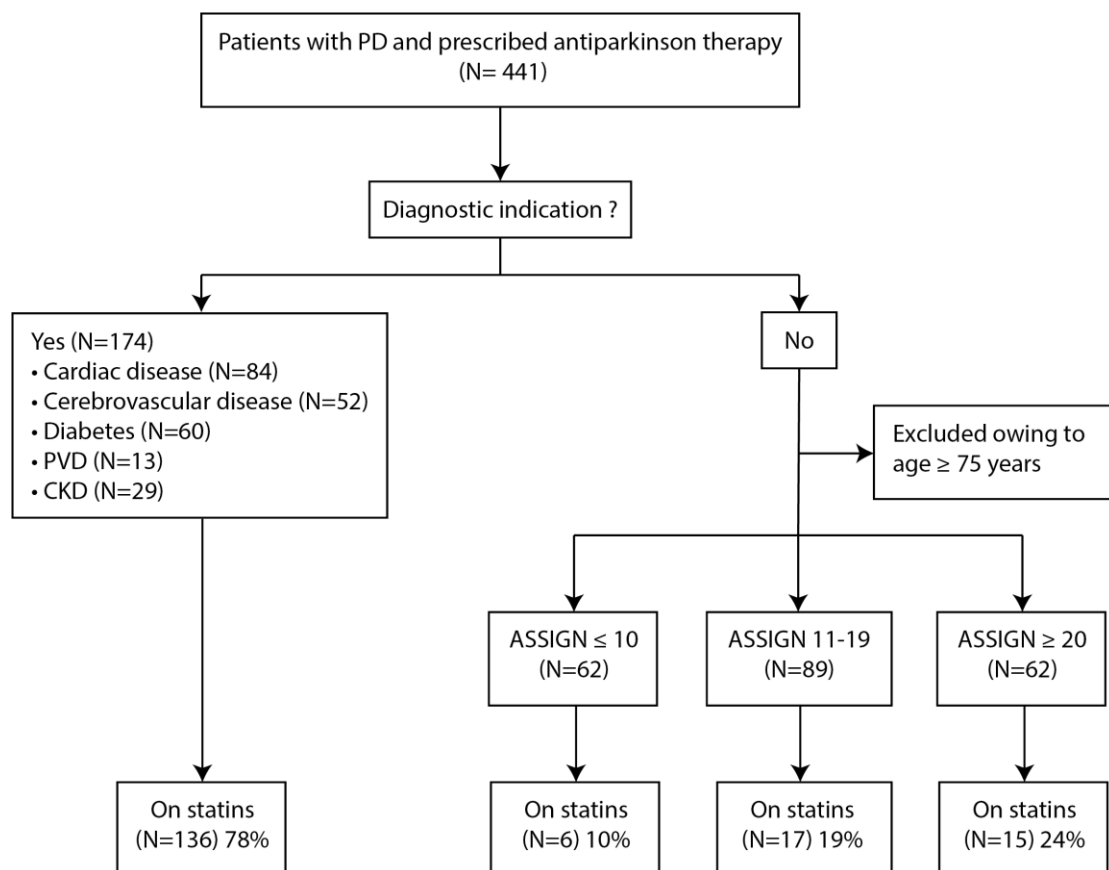 Patients with PD and prescribed antiparkinson therapy
(N= 441)
Diagnostic indication ?
Yes (N=174)
• Cardiac disease (N=84)
• Cerebrovascular disease (N=52)
• Diabetes (N=60)
• PVD (N=13)
• CKD (N=29)
No
Excluded owing to
age ≥ 75 years
ASSIGN ≤ 10
(N=62)
ASSIGN 11-19
(N=89)
ASSIGN ≥ 20
(N=62)
On statins
(N=136) 78%
On statins
(N=6) 10%
On statins
(N=17) 19%
On statins
(N=15) 24%